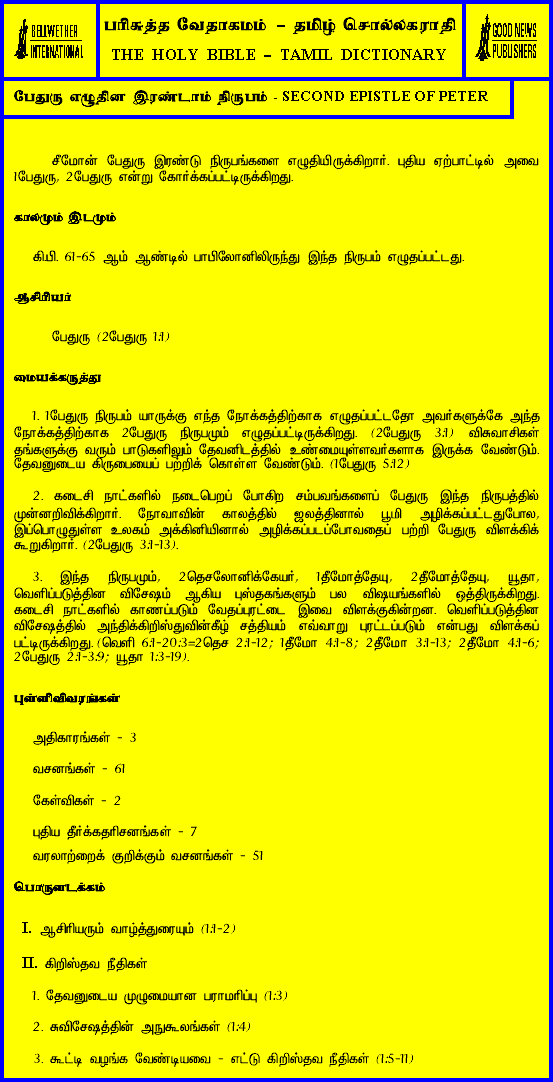 BELLWETHER
INTERNATIONAL
பரிசுத்த வேதாகமம் – தமிழ் சொல்லகராதி
THE HOLY BIBLE – TAMIL DICTIONARY
GOOD NEWS
PUBLISHERS
பேதுரு எழுதின இரண்டாம் நிருபம் - SECOND EPISTLE OF PETER
சீமோன் பேதுரு இரண்டு நிருபங்களை எழுதியிருக்கிறார். புதிய ஏற்பாட்டில் அவை
1பேதுரு, 2பேதுரு என்று கோர்க்கப்பட்டிருக்கிறது.
காலமும் இடமும்
கி.பி. 61-65 ஆம் ஆண்டில் பாபிலோனிலிருந்து இந்த நிருபம் எழுதப்பட்டது.
ஆசிரியர்
பேதுரு (2பேதுரு 1:1)
மையக்கருத்து
1. 1பேதுரு நிருபம் யாருக்கு எந்த நோக்கத்திற்காக எழுதப்பட்டதோ அவர்களுக்கே அந்த
நோக்கத்திற்காக 2பேதுரு நிருபமும் எழுதப்பட்டிருக்கிறது. (2பேதுரு 3:1) விசுவாசிகள்
தங்களுக்கு வரும் பாடுகளிலும் தேவனிடத்தில் உண்மையுள்ளவர்களாக இருக்க வேண்டும்.
தேவனுடைய கிருபையைப் பற்றிக் கொள்ள வேண்டும். (1பேதுரு 5:12)
2. கடைசி நாட்களில் நடைபெறப் போகிற சம்பவங்களைப் பேதுரு இந்த நிருபத்தில்
முன்னறிவிக்கிறார். நோவாவின் காலத்தில் ஜலத்தினால் பூமி அழிக்கப்பட்டதுபோல,
இப்பொழுதுள்ள உலகம் அக்கினியினால் அழிக்கப்படப்போவதைப் பற்றி பேதுரு விளக்கிக்
கூறுகிறார். (2பேதுரு 3:1-13).
3. இந்த நிருபமும், 2தெசலோனிக்கேயர், 1தீமோத்தேயு, 2தீமோத்தேயு, யூதா,
வெளிப்படுத்தின விசேஷம் ஆகிய புஸ்தகங்களும் பல விஷயங்களில் ஒத்திருக்கிறது.
கடைசி நாட்களில் காணப்படும் வேதப்புரட்டை இவை விளக்குகின்றன. வெளிப்படுத்தின
விசேஷத்தில் அந்திக்கிறிஸ்துவின்கீழ் சத்தியம் எவ்வாறு புரட்டப்படும் என்பது விளக்கப்
பட்டிருக்கிறது. (வெளி 6:1-20:3=2தெச 2:1-12; 1தீமோ 4:1-8; 2தீமோ 3:1-13; 2தீமோ 4:1-6;
2பேதுரு 2:1-3:9; யூதா 1:3-19).
புள்ளிவிவரங்கள்
அதிகாரங்கள் - 3
வசனங்கள் - 61
கேள்விகள் - 2
புதிய தீர்க்கதரிசனங்கள் - 7
வரலாற்றைக் குறிக்கும் வசனங்கள் - 51
பொருளடக்கம்
I. ஆசிரியரும் வாழ்த்துரையும் (1:1-2)
II. கிறிஸ்தவ நீதிகள்
1. தேவனுடைய முழுமையான பராமரிப்பு (1:3)
2. சுவிசேஷத்தின் அநுகூலங்கள் (1:4)
3. கூட்டி வழங்க வேண்டியவை - எட்டு கிறிஸ்தவ நீதிகள் (1:5-11)